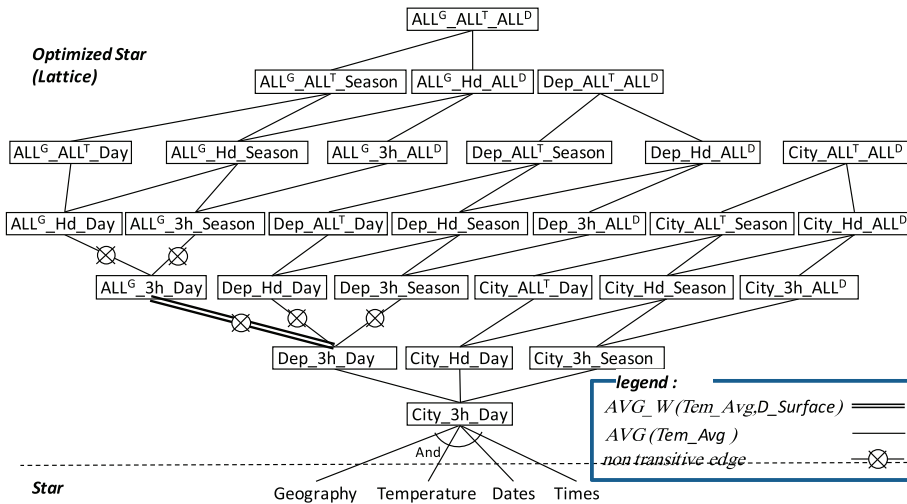 ALLᴳ_ALLᵀ_ALLᴰ
Optimized Star
(Lattice)
ALLᴳ_ALLᵀ_Season ALLᴳ_Hd_ALLᴰ Dep_ALLᵀ_ALLᴰ
ALLᴳ_ALLᵀ_Day ALLᴳ_Hd_Season ALLᴳ_3h_ALLᴰ Dep_ALLᵀ_Season Dep_Hd_ALLᴰ City_ALLᵀ_ALLᴰ
ALLᴳ_Hd_Day ALLᴳ_3h_Season Dep_ALLᵀ_Day Dep_Hd_Season Dep_3h_ALLᴰ City_ALLᵀ_Season City_Hd_ALLᴰ
ALLᴳ_3h_Day Dep_Hd_Day Dep_3h_Season City_ALLᵀ_Day City_Hd_Season City_3h_ALLᴰ
Dep_3h_Day City_Hd_Day City_3h_Season
legend :
AVG_W(Tem_Avg,D_Surface)
City_3h_Day
AVG(Tem_Avg)
And
non transitive edge
Star
Geography Temperature Dates Times